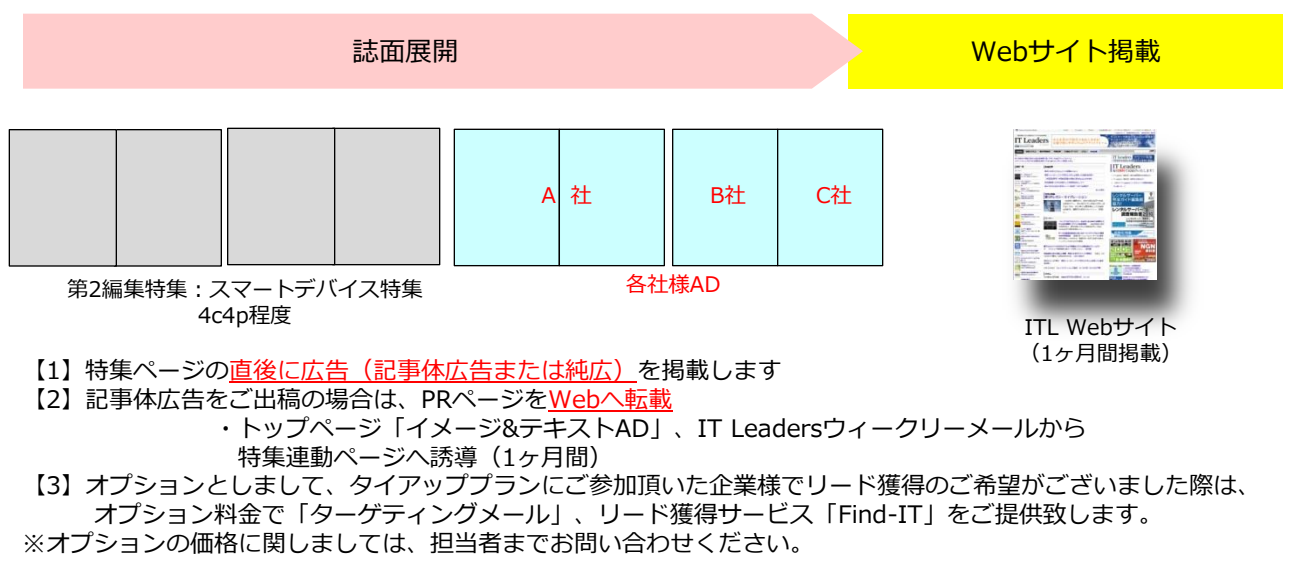 誌面展開
Webサイト掲載
A 社
B社
C社
IT Leaders
IT Leaders
第2編集特集：スマートデバイス特集
4c4p程度
各社様AD
ITL Webサイト
（1ヶ月間掲載）
【1】特集ページの直後に広告（記事体広告または純広）を掲載します
【2】記事体広告をご出稿の場合は、PRページをWebへ転載
・トップページ「イメージ&テキストAD」、IT Leadersウィークリーメールから
特集連動ページへ誘導（1ヶ月間）
【3】オプションとしまして、タイアッププランにご参加頂いた企業様でリード獲得のご希望がございました際は、
オプション料金で「ターゲティングメール」、リード獲得サービス「Find-IT」をご提供致します。
※オプションの価格に関しましては、担当者までお問い合わせください。